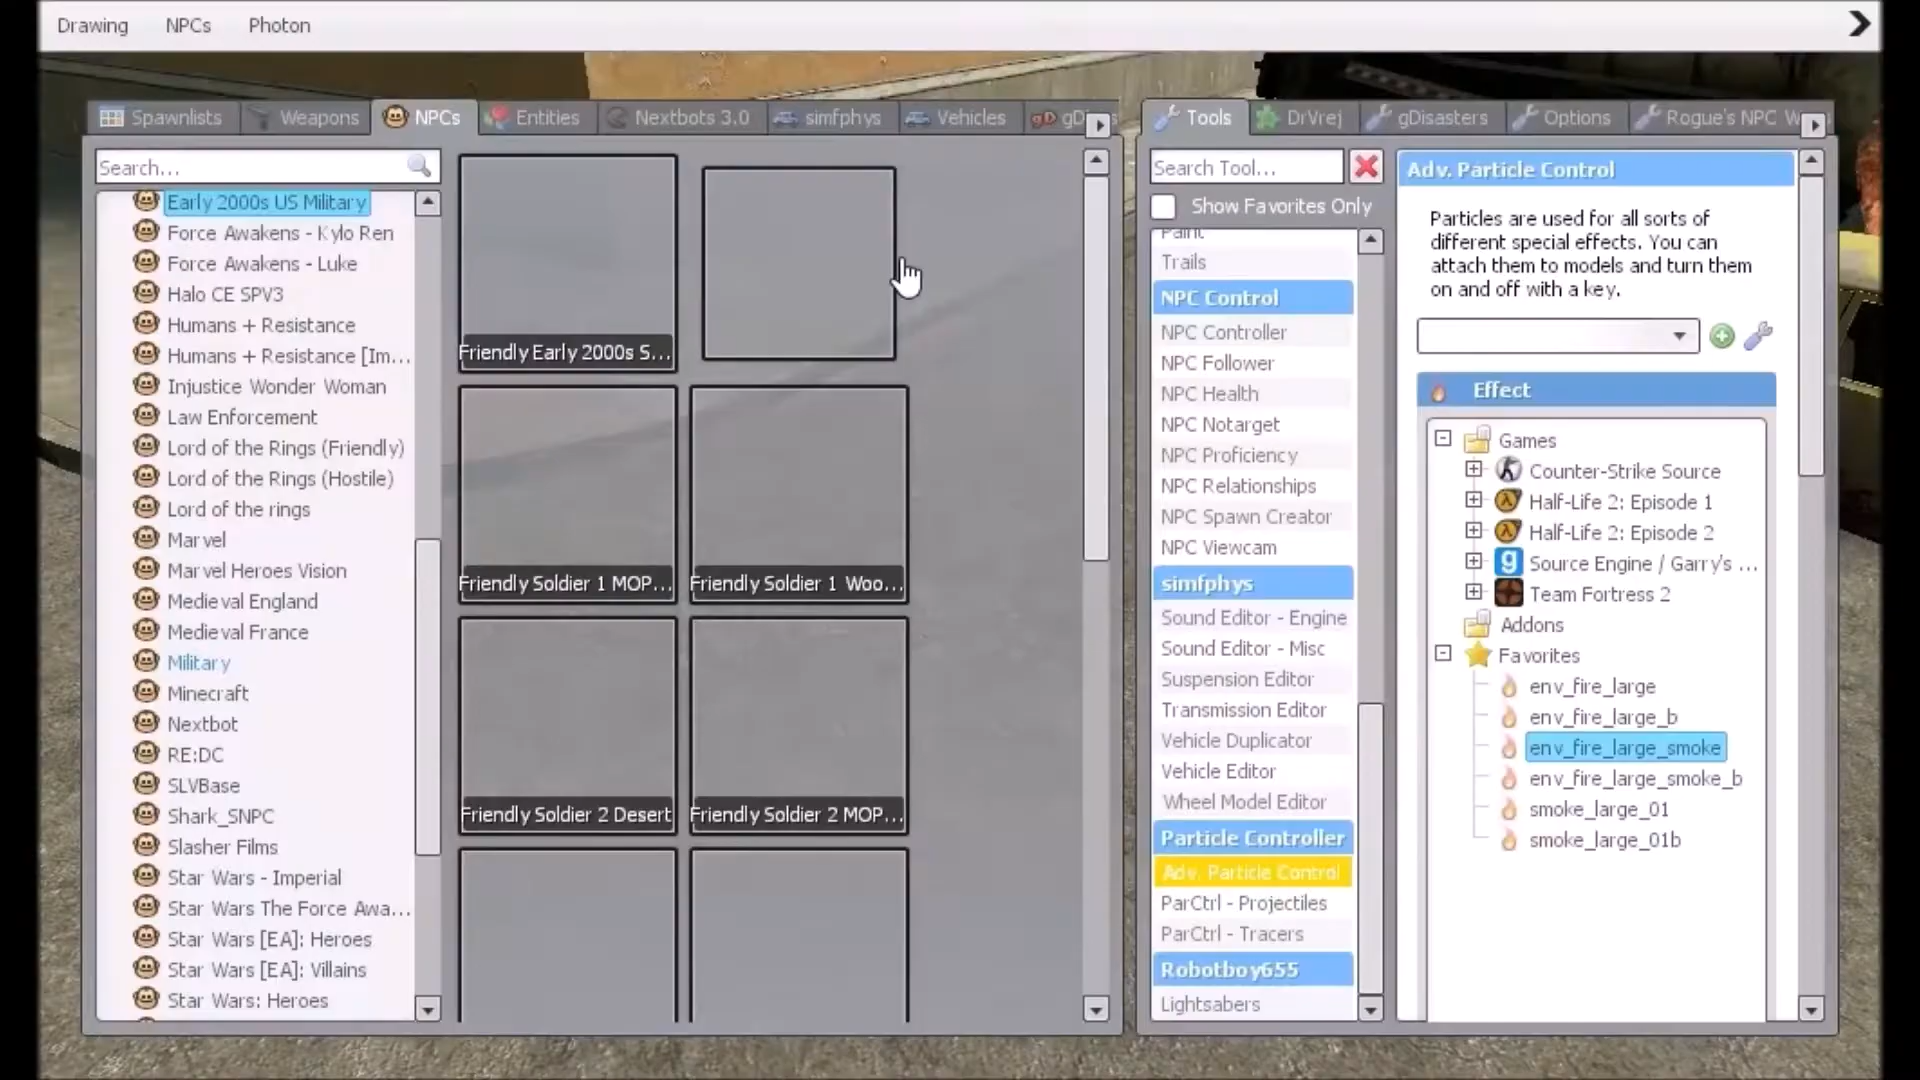 Drawing NPCs Photon
Spawnlists Weapons NPCs Entities Nextbots 3.0 simfphys Vehicles gDis
Search...
Early 2000s US Military
Force Awakens - Kylo Ren
Force Awakens - Luke
Halo CE SPV3
Humans + Resistance
Humans + Resistance [Im...
Injustice Wonder Woman
Law Enforcement
Lord of the Rings (Friendly)
Lord of the Rings (Hostile)
Lord of the rings
Marvel
Marvel Heroes Vision
Medieval England
Medieval France
Military
Minecraft
Nextbot
RE:DC
SLVBase
Shark_SNPC
Slasher Films
Star Wars - Imperial
Star Wars The Force Awa...
Star Wars [EA]: Heroes
Star Wars [EA]: Villains
Star Wars: Heroes
Friendly Early 2000s S...
Friendly Soldier 1 MOP...
Friendly Soldier 1 Woo...
Friendly Soldier 2 Desert
Friendly Soldier 2 MOP...
Tools DrVrej gDisasters Options Rogue's NPC W
Search Tool...
Show Favorites Only
Paint
Trails
NPC Control
NPC Controller
NPC Follower
NPC Health
NPC Notarget
NPC Proficiency
NPC Relationships
NPC Spawn Creator
NPC Viewcam
simfphys
Sound Editor - Engine
Sound Editor - Misc
Suspension Editor
Transmission Editor
Vehicle Duplicator
Vehicle Editor
Wheel Model Editor
Particle Controller
Adv. Particle Control
ParCtrl - Projectiles
ParCtrl - Tracers
Robotboy655
Lightsabers
Adv. Particle Control
Particles are used for all sorts of
different special effects. You can
attach them to models and turn them
on and off with a key.
Effect
Games
Counter-Strike Source
Half-Life 2: Episode 1
Half-Life 2: Episode 2
Source Engine / Garry's ...
Team Fortress 2
Addons
Favorites
env_fire_large
env_fire_large_b
env_fire_large_smoke
env_fire_large_smoke_b
smoke_large_01
smoke_large_01b